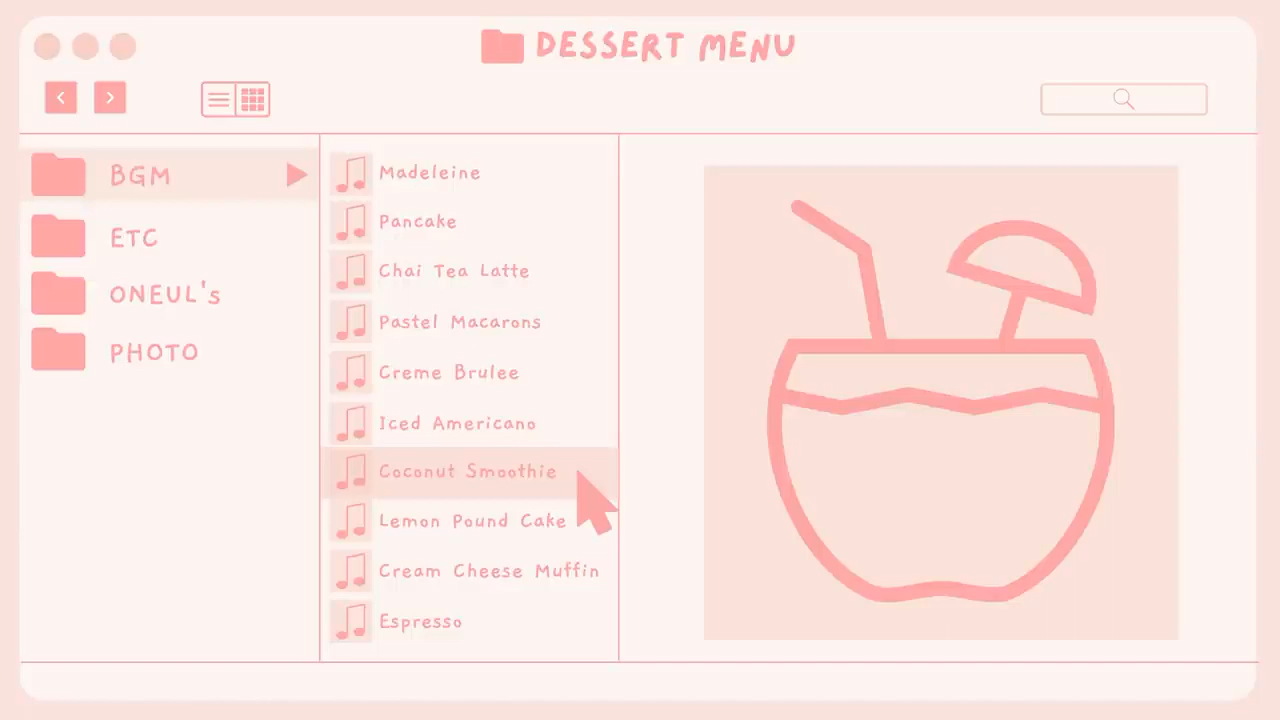 DESSERT MENU
BGM
ETC
ONEUL's
PHOTO
Madeleine
Pancake
Chai Tea Latte
Pastel Macarons
Creme Brulee
Iced Americano
Coconut Smoothie
Lemon Pound Cake
Cream Cheese Muffin
Espresso